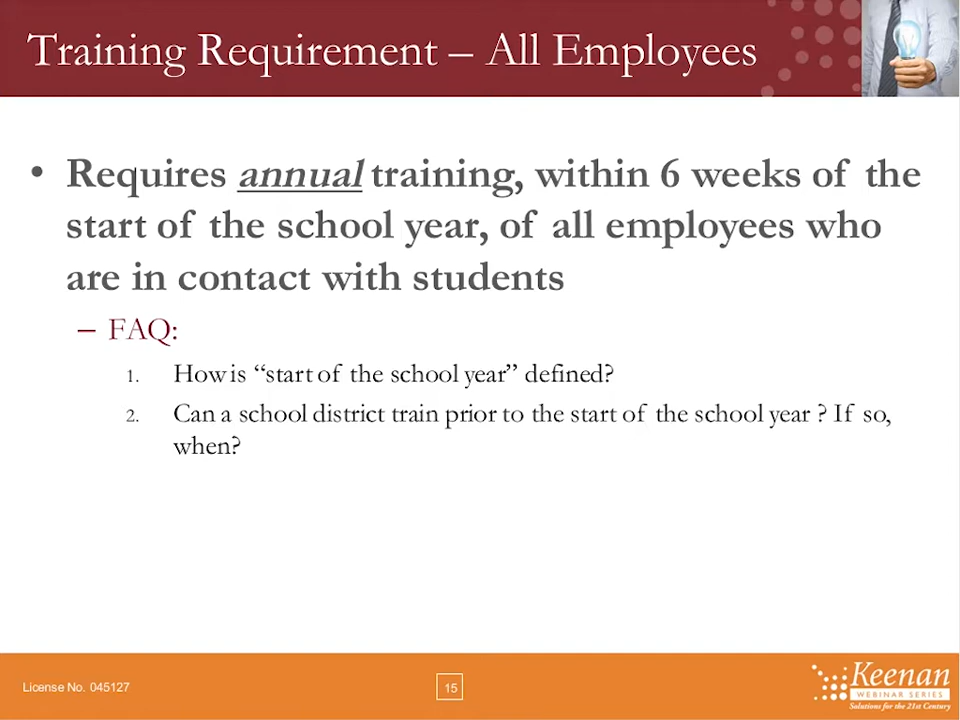 Training Requirement – All Employees
• Requires annual training, within 6 weeks of the
start of the school year, of all employees who
are in contact with students
– FAQ:
1. How is “start of the school year” defined?
2. Can a school district train prior to the start of the school year ? If so,
when?
License No. 045127
15
Keenan
WEBINAR SERIES
Solutions for the 21st Century